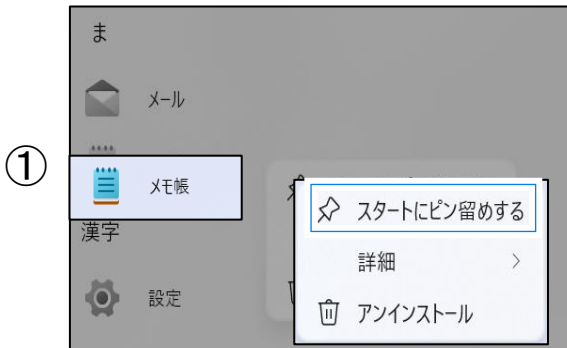 ま
メール
①
メモ帳
スタートにピン留めする
漢字
詳細
設定
アンインストール